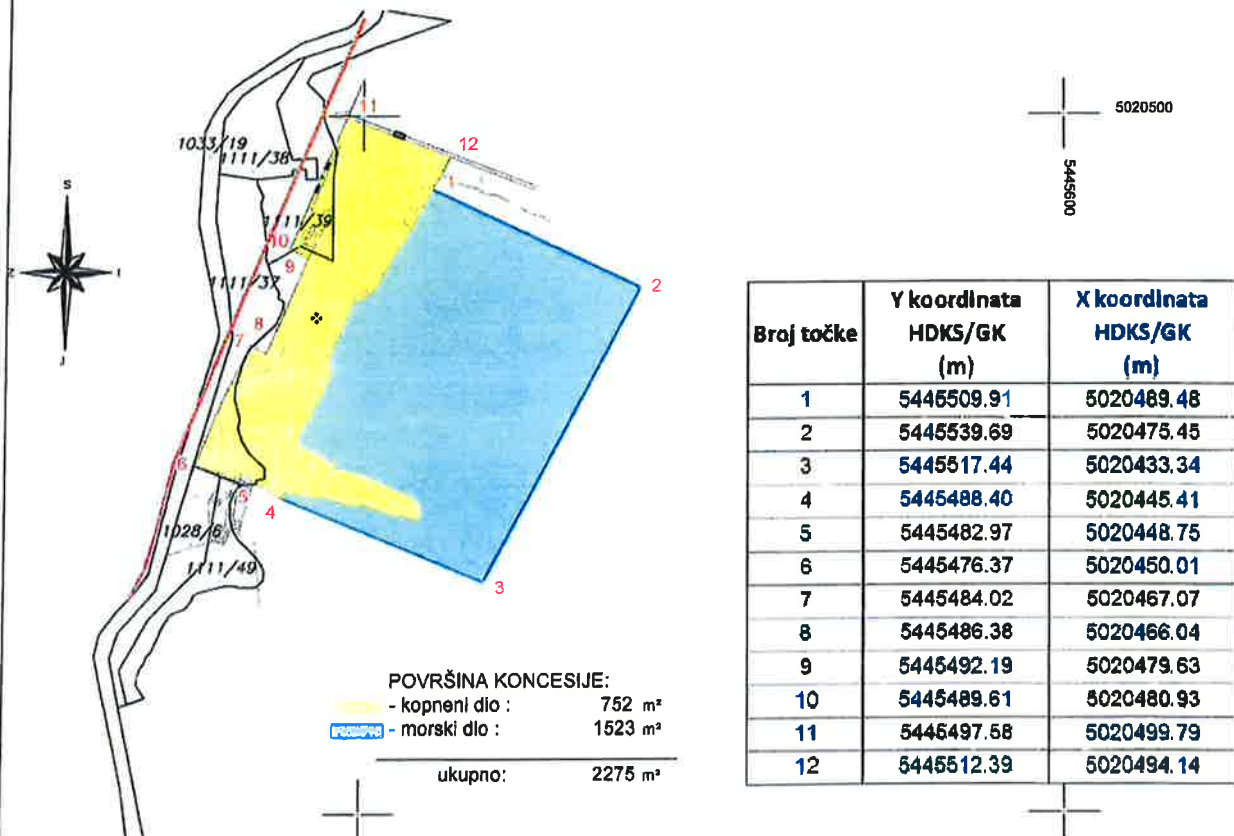 11
12
5020500
5445600
1033/19
1111/38
S
Z
I
J
1111/39
1
10
9
1111/37
2
8
7
6
5
4
1028/6
1111/49
3
POVRŠINA KONCESIJE:
- kopneni dio : 752 m²
- morski dio : 1523 m²
ukupno: 2275 m²
Broj točke Y koordinata HDKS/GK (m) X koordinata HDKS/GK (m)
1 5445509.91 5020489.48
2 5445539.69 5020475.45
3 5445517.44 5020433.34
4 5445488.40 5020445.41
5 5445482.97 5020448.75
6 5445476.37 5020450.01
7 5445484.02 5020467.07
8 5445486.38 5020466.04
9 5445492.19 5020479.63
10 5445489.61 5020480.93
11 5445497.58 5020499.79
12 5445512.39 5020494.14